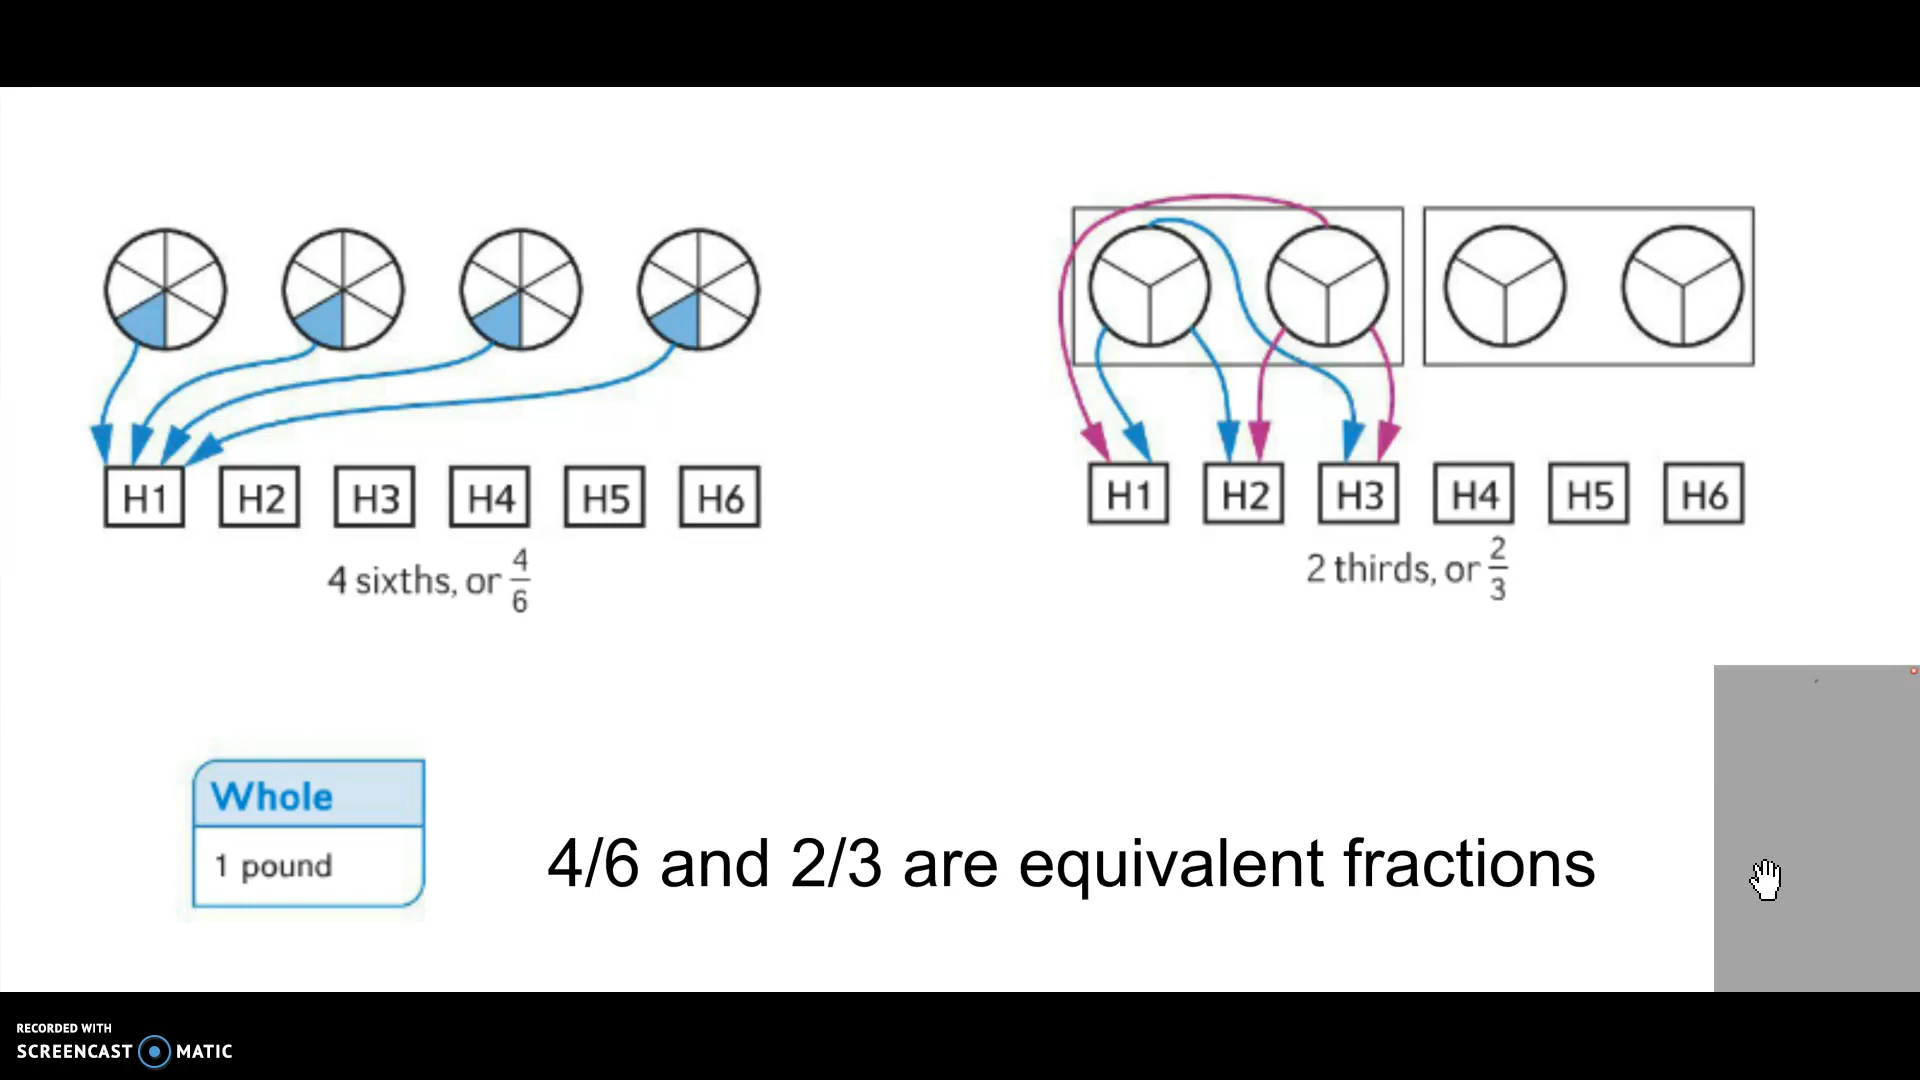 H1 H2 H3 H4 H5 H6
4 sixths, or 4/6
H1 H2 H3 H4 H5 H6
2 thirds, or 2/3
Whole
1 pound
4/6 and 2/3 are equivalent fractions
RECORDED WITH
SCREENCAST MATIC